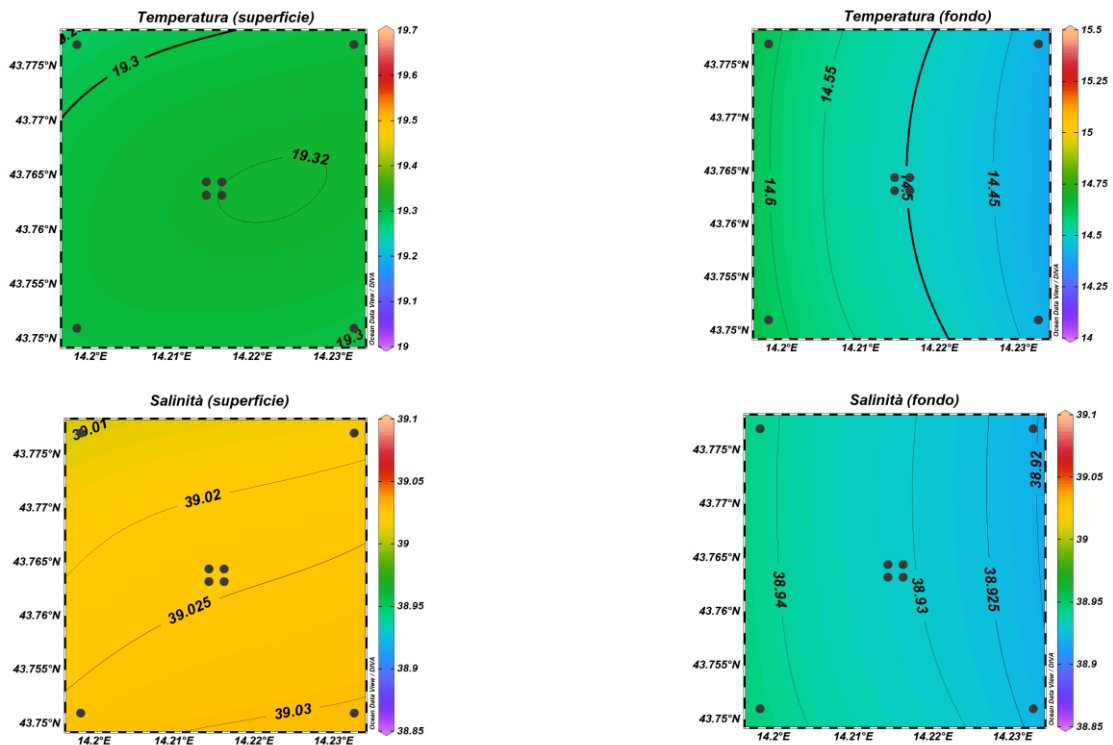 Temperatura (superficie)
43.775°N
43.77°N
43.765°N
43.76°N
43.755°N
43.75°N
14.2°E
14.21°E
14.22°E
14.23°E
19.3
19.32
19.3
19.7
19.6
19.5
19.4
19.3
19.2
19.1
19
Ocean Data View / DIVA
Temperatura (fondo)
43.775°N
43.77°N
43.765°N
43.76°N
43.755°N
43.75°N
14.2°E
14.21°E
14.22°E
14.23°E
14.6
14.55
14.5
14.45
15.5
15.25
15
14.75
14.5
14.25
14
Ocean Data View / DIVA
Salinità (superficie)
43.775°N
43.77°N
43.765°N
43.76°N
43.755°N
43.75°N
14.2°E
14.21°E
14.22°E
14.23°E
39.01
39.02
39.025
39.03
39.1
39.05
39
38.95
38.9
38.85
Ocean Data View / DIVA
Salinità (fondo)
43.775°N
43.77°N
43.765°N
43.76°N
43.755°N
43.75°N
14.2°E
14.21°E
14.22°E
14.23°E
38.94
38.93
38.925
38.92
39.1
39.05
39
38.95
38.9
38.85
Ocean Data View / DIVA